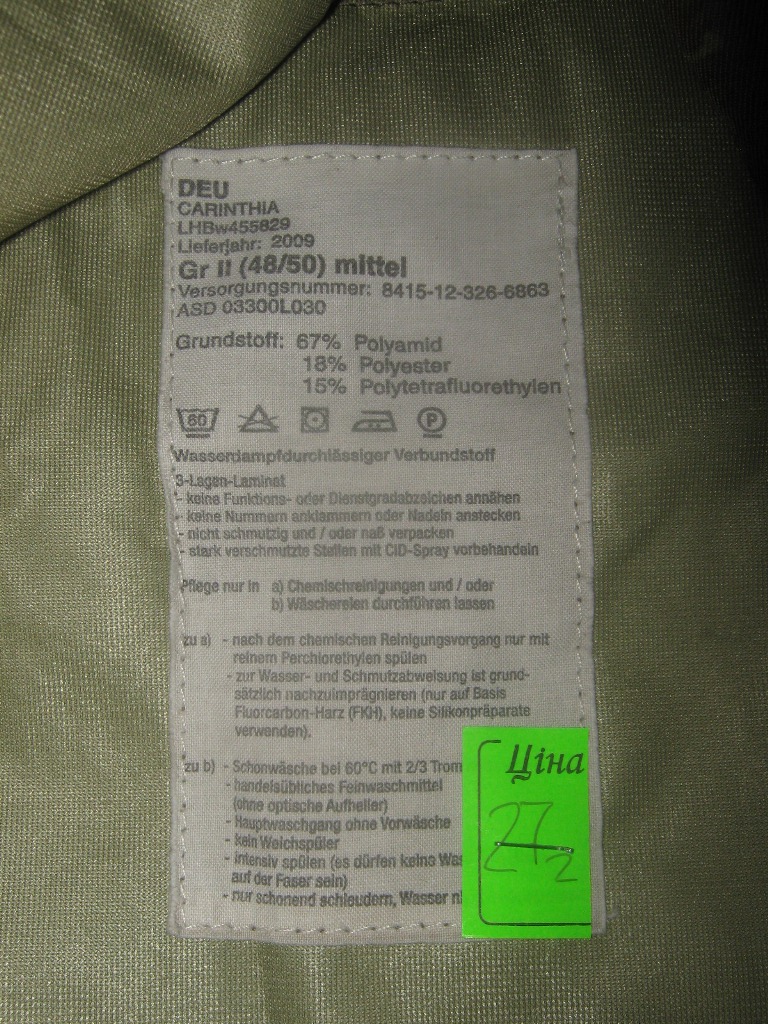 DEU
CARINTHIA
LHBw455829
Lieferjahr: 2009
Gr II (48/50) mittel
Versorgungsnummer: 8415-12-326-6863
ASD 03300L030
Grundstoff: 67% Polyamid
18% Polyester
15% Polytetrafluorethylen
60 P
Wasserdampfdurchlässiger Verbundstoff
3-Lagen-Laminat
- keine Funktions- oder Dienstgradabzeichen annähen
- keine Nummern anklammern oder Nadeln anstecken
- nicht schmutzig und / oder naß verpacken
- stark verschmutzte Stellen mit CID-Spray vorbehandeln
Pflege nur in a) Chemischreinigungen und / oder
b) Wäschereien durchführen lassen
zu a) - nach dem chemischen Reinigungsvorgang nur mit
reinem Perchlorethylen spülen
- zur Wasser- und Schmutzabweisung ist grund-
sätzlich nachzuimprägnieren (nur auf Basis
Fluorcarbon-Harz (FKH), keine Silikonpräparate
verwenden).
zu b) - Schonwäsche bei 60°C mit 2/3 Trom
- handelsübliches Feinwaschmittel
(ohne optische Aufheller)
- Hauptwaschgang ohne Vorwäsche
- kein Weichspüler
- intensiv spülen (es dürfen keine Was
auf der Faser sein)
- nur schonend schleudern, Wasser ni
Ціна
27 2